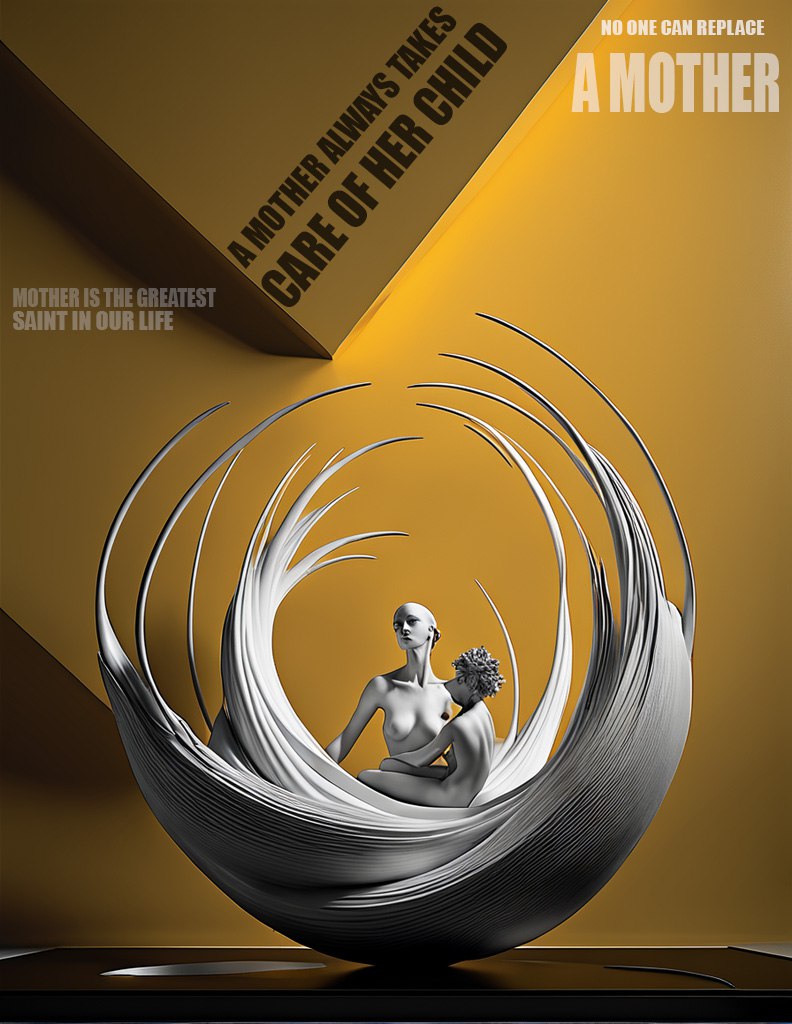 NO ONE CAN REPLACE
A MOTHER
A MOTHER ALWAYS TAKES
CARE OF HER CHILD
MOTHER IS THE GREATEST
SAINT IN OUR LIFE